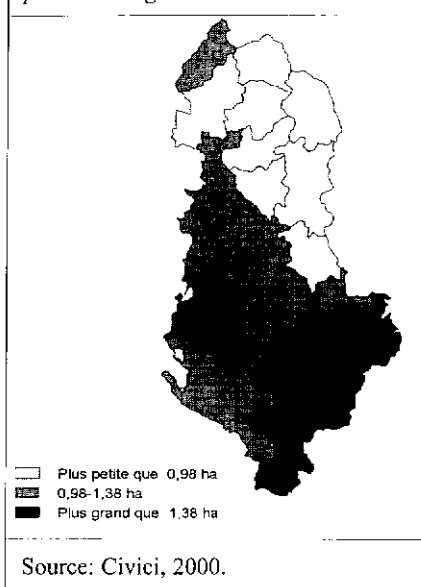 Plus petite que 0,98 ha
0,98-1,38 ha
Plus grand que 1,38 ha
Source: Civici, 2000.